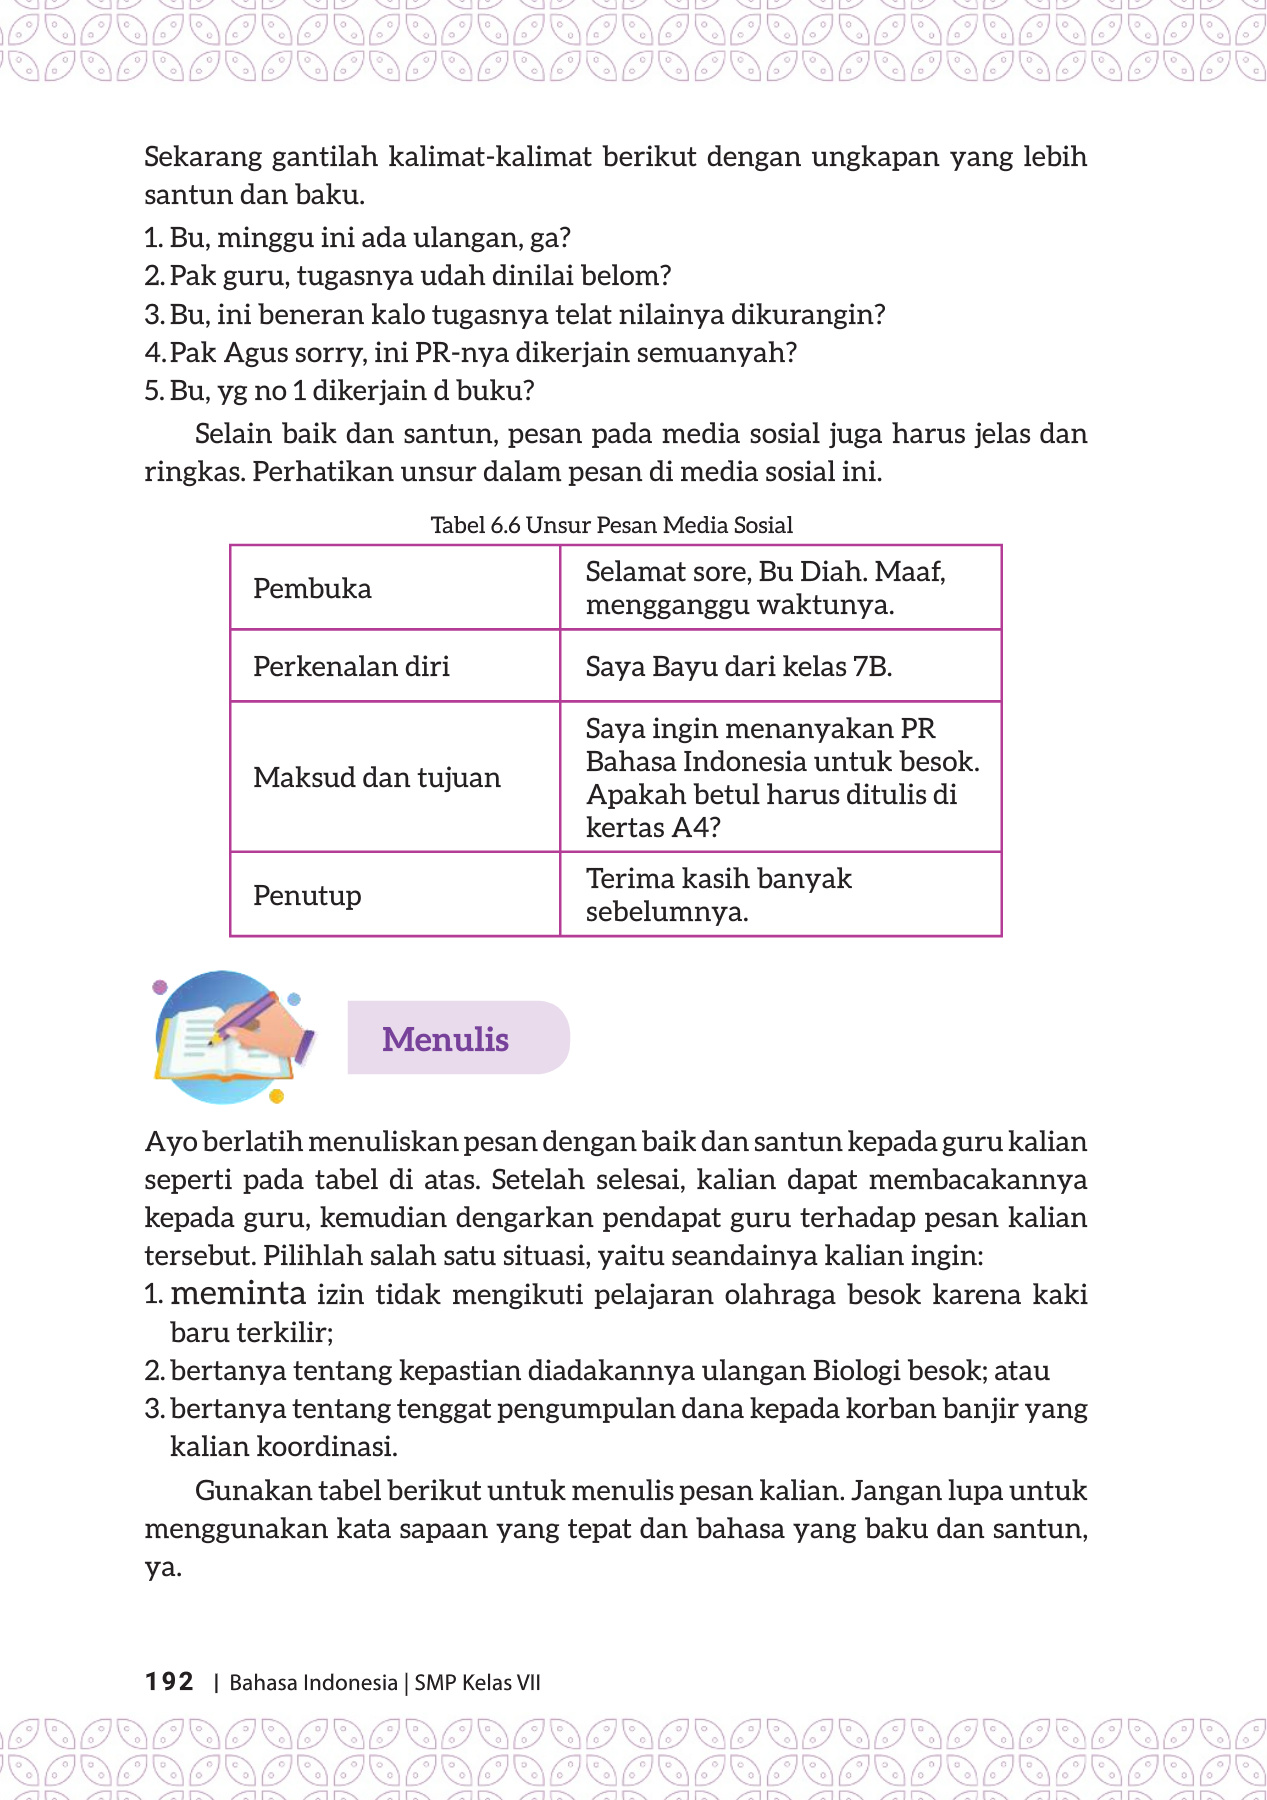 Sekarang gantilah kalimat-kalimat berikut dengan ungkapan yang lebih
santun dan baku.
1. Bu, minggu ini ada ulangan, ga?
2. Pak guru, tugasnya udah dinilai belom?
3. Bu, ini beneran kalo tugasnya telat nilainya dikurangin?
4. Pak Agus sorry, ini PR-nya dikerjain semuanyah?
5. Bu, yg no 1 dikerjain d buku?
Selain baik dan santun, pesan pada media sosial juga harus jelas dan
ringkas. Perhatikan unsur dalam pesan di media sosial ini.
Tabel 6.6 Unsur Pesan Media Sosial
Pembuka
Selamat sore, Bu Diah. Maaf,
mengganggu waktunya.
Perkenalan diri
Saya Bayu dari kelas 7B.
Maksud dan tujuan
Saya ingin menanyakan PR
Bahasa Indonesia untuk besok.
Apakah betul harus ditulis di
kertas A4?
Penutup
Terima kasih banyak
sebelumnya.
Menulis
Ayo berlatih menuliskan pesan dengan baik dan santun kepada guru kalian
seperti pada tabel di atas. Setelah selesai, kalian dapat membacakannya
kepada guru, kemudian dengarkan pendapat guru terhadap pesan kalian
tersebut. Pilihlah salah satu situasi, yaitu seandainya kalian ingin:
1. meminta izin tidak mengikuti pelajaran olahraga besok karena kaki
baru terkilir;
2. bertanya tentang kepastian diadakannya ulangan Biologi besok; atau
3. bertanya tentang tenggat pengumpulan dana kepada korban banjir yang
kalian koordinasi.
Gunakan tabel berikut untuk menulis pesan kalian. Jangan lupa untuk
menggunakan kata sapaan yang tepat dan bahasa yang baku dan santun,
ya.
192 | Bahasa Indonesia | SMP Kelas VII